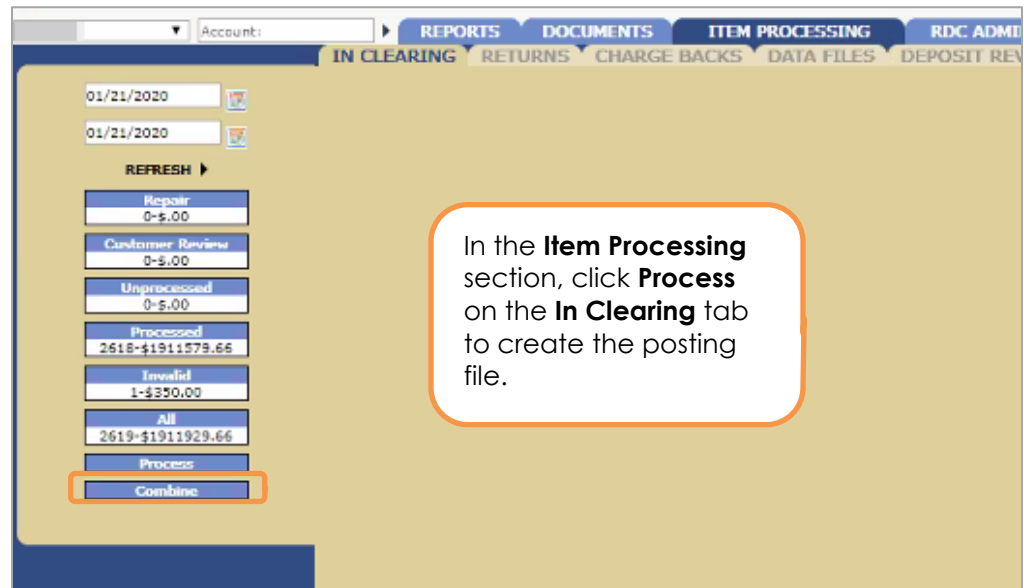 Account: REPORTS DOCUMENTS ITEM PROCESSING RDC ADMI
IN CLEARING RETURNS CHARGE BACKS DATA FILES DEPOSIT REV
01/21/2020
01/21/2020
REFRESH
Repair
0-$.00
Customer Review
0-$.00
Unprocessed
0-$.00
Processed
2618-$1911579.66
Invalid
1-$350.00
All
2619-$1911929.66
Process
Combine
In the Item Processing
section, click Process
on the In Clearing tab
to create the posting
file.